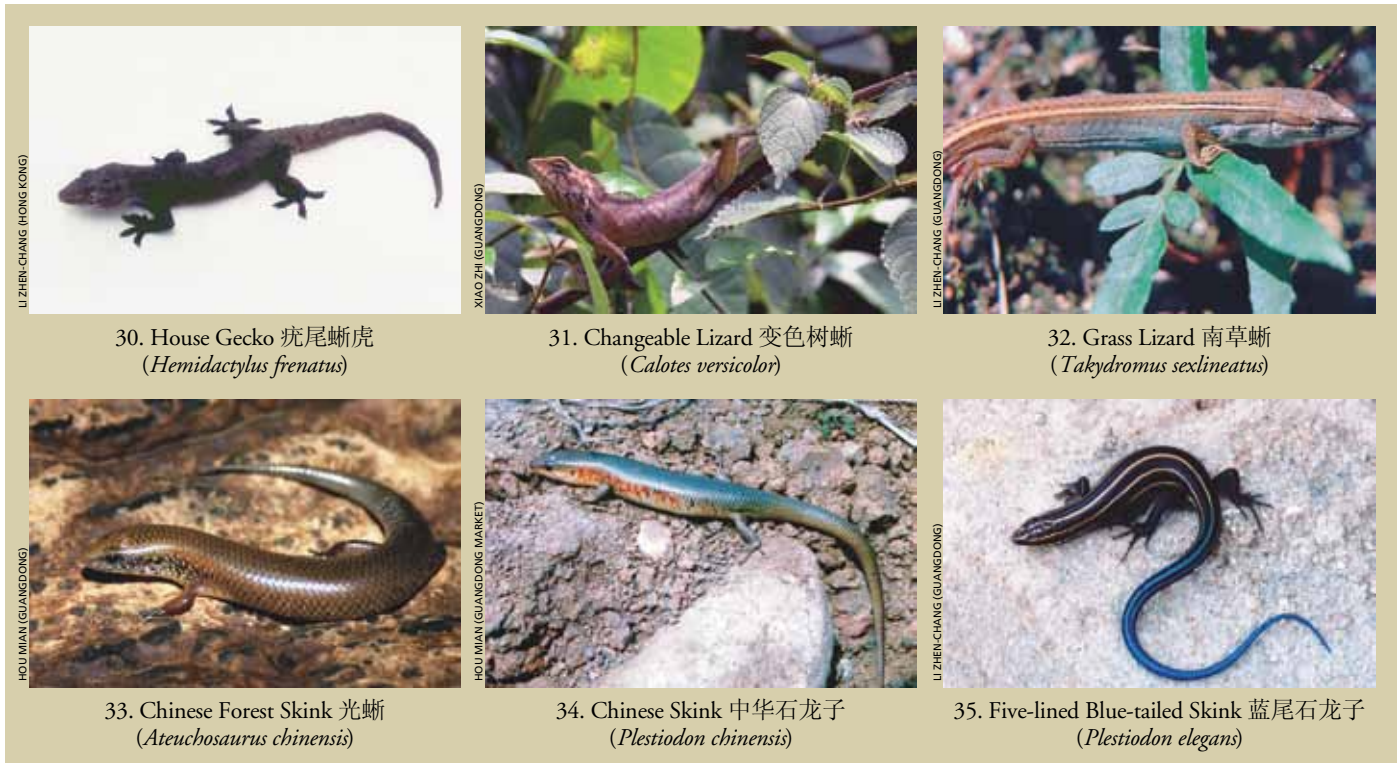 LI ZHEN-CHANG (HONG KONG)
30. House Gecko 疣尾蜥虎
(Hemidactylus frenatus)
XIAO ZHI (GUANGDONG)
31. Changeable Lizard 变色树蜥
(Calotes versicolor)
LI ZHEN-CHANG (GUANGDONG)
32. Grass Lizard 南草蜥
(Takydromus sexlineatus)
HOU MIAN (GUANGDONG)
33. Chinese Forest Skink 光蜥
(Ateuchosaurus chinensis)
HOU MIAN (GUANGDONG MARKET)
34. Chinese Skink 中华石龙子
(Plestiodon chinensis)
LI ZHEN-CHANG (GUANGDONG)
35. Five-lined Blue-tailed Skink 蓝尾石龙子
(Plestiodon elegans)